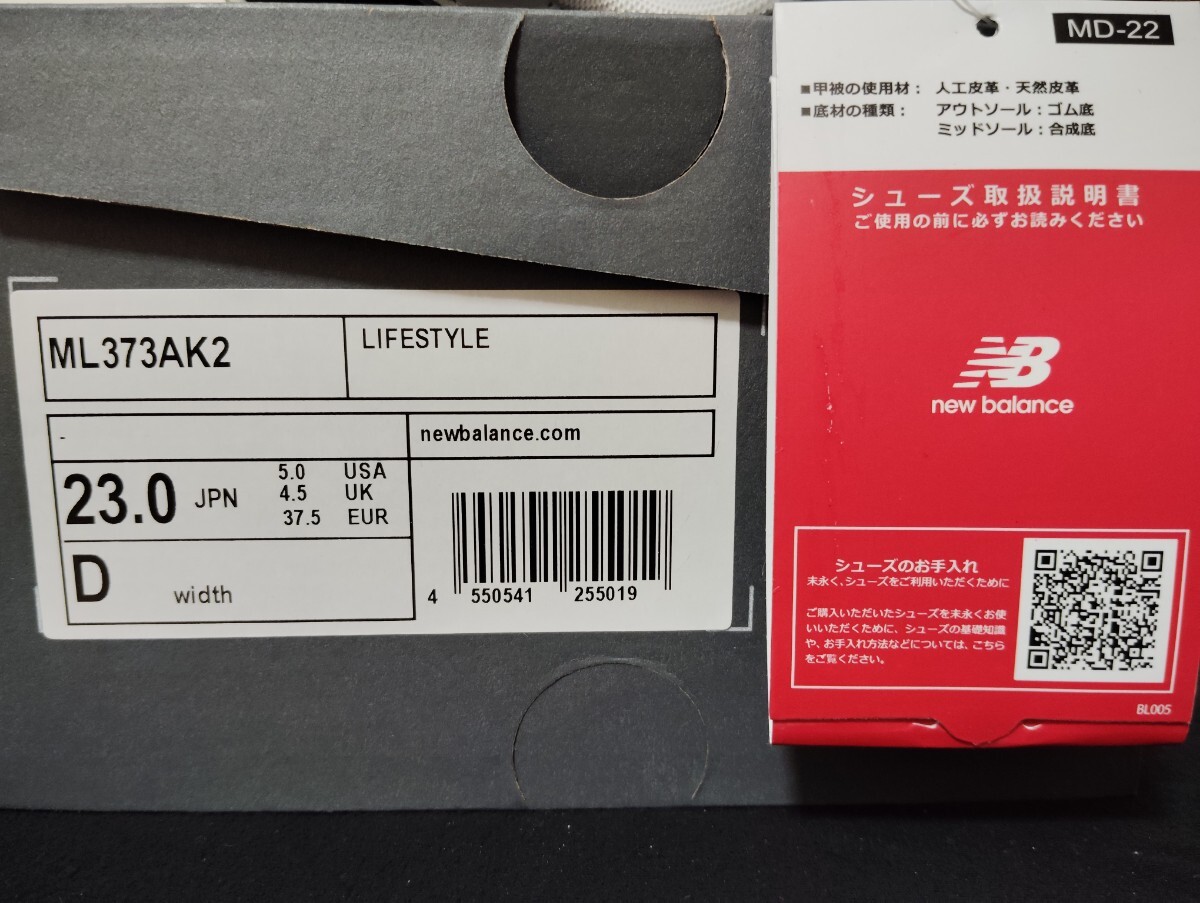 ML373AK2
LIFESTYLE
-
newbalance.com
23.0 JPN
5.0 USA
4.5 UK
37.5 EUR
D width
4 550541 255019
MD-22
■甲被の使用材： 人工皮革・天然皮革
■底材の種類： アウトソール：ゴム底
ミッドソール：合成底
シューズ取扱説明書
ご使用の前に必ずお読みください
NB
new balance
シューズのお手入れ
末永く、シューズをご利用いただくために
ご購入いただいたシューズを末永くお使
いいただくために、シューズの基礎知識
や、お手入れ方法などについては、こちら
をご覧ください。
BL005